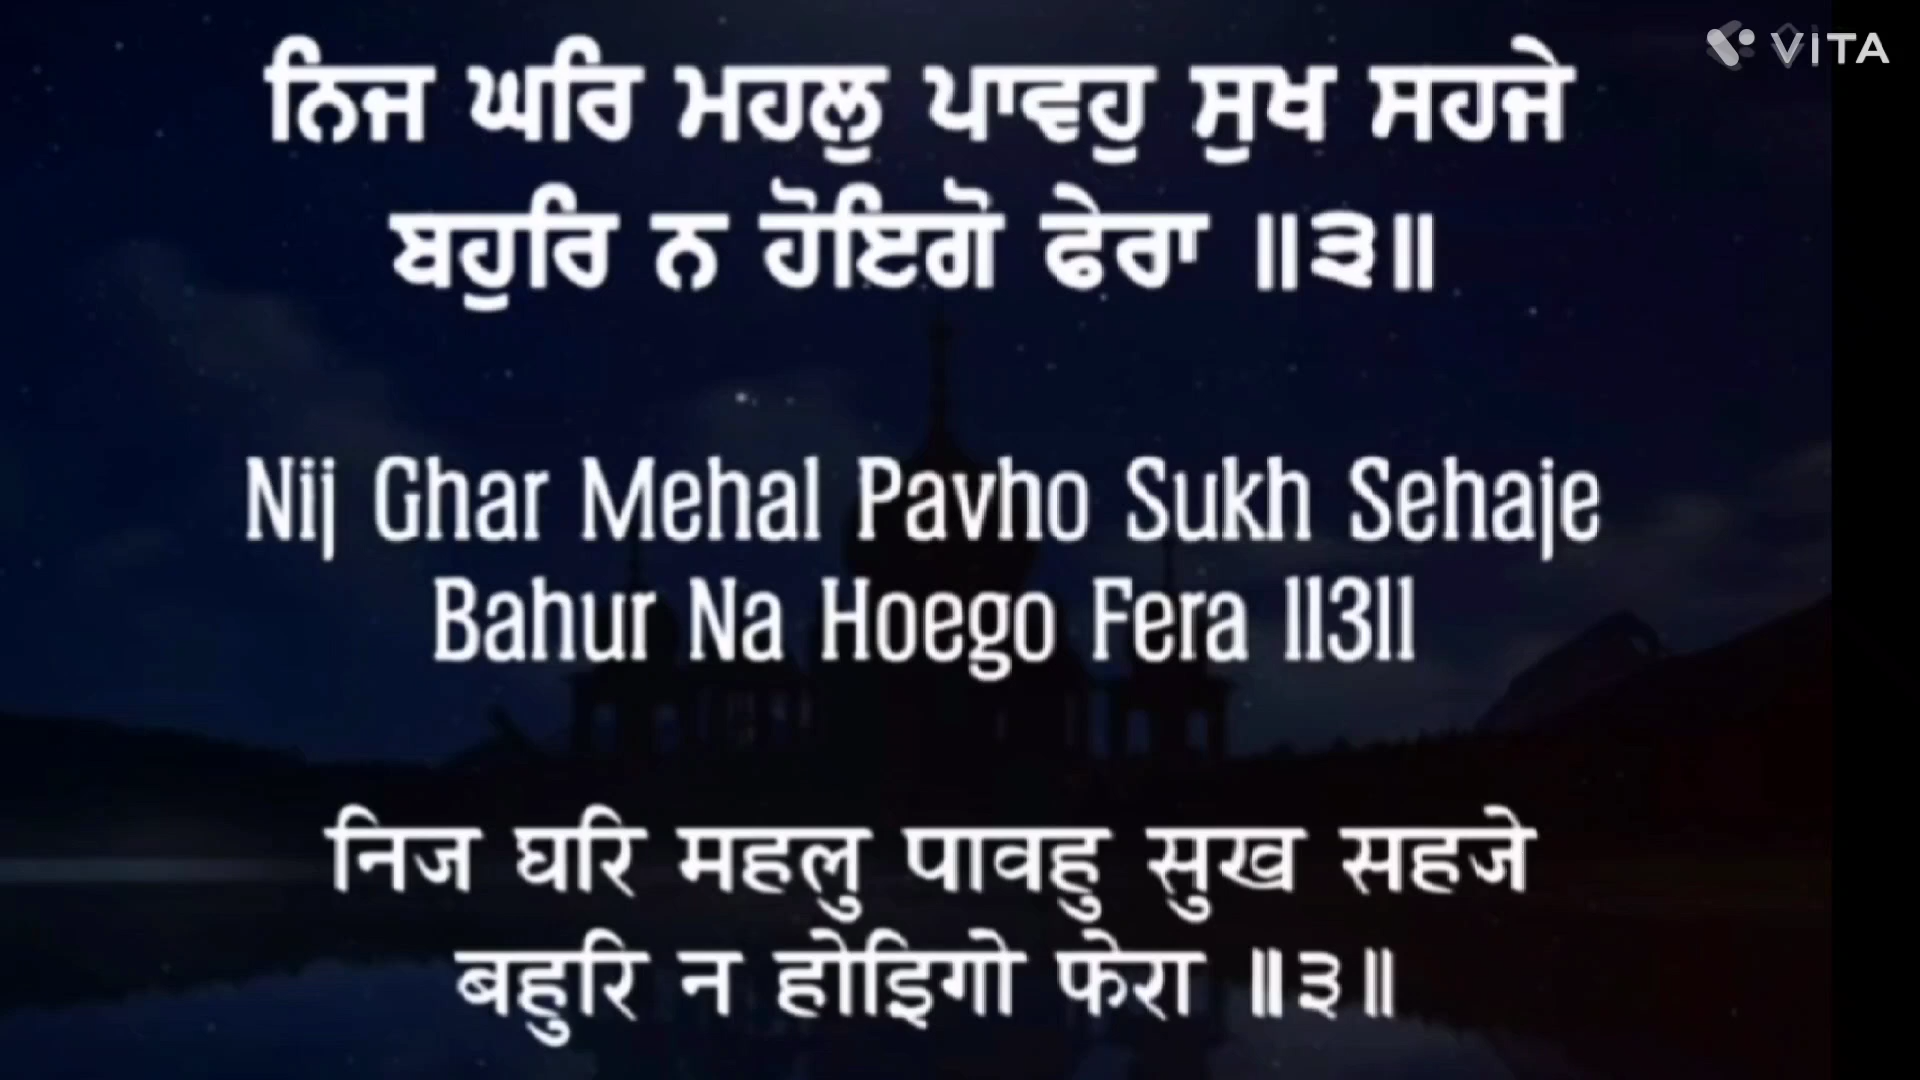 ਨਿਜ ਘਰਿ ਮਹਲੁ ਪਾਵਹੁ ਸੁਖ ਸਹਜੇ
ਬਹੁਰਿ ਨ ਹੋਇਗੋ ਫੇਰਾ ॥੩॥
Nij Ghar Mehal Pavho Sukh Sehaje
Bahur Na Hoego Fera ll3ll
निज घरि महलु पावहु सुख सहजे
बहुरि न होइगो फेरा ॥३॥
VITA